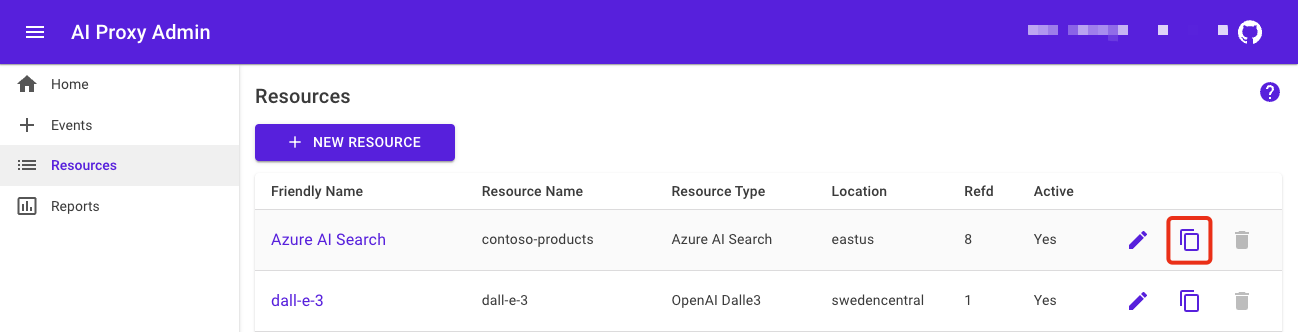 AI Proxy Admin
Home
Events
Resources
Reports
Resources
?
+ NEW RESOURCE
Friendly Name Resource Name Resource Type Location Refd Active
Azure AI Search contoso-products Azure AI Search eastus 8 Yes
dall-e-3 dall-e-3 OpenAI Dalle3 swedencentral 1 Yes